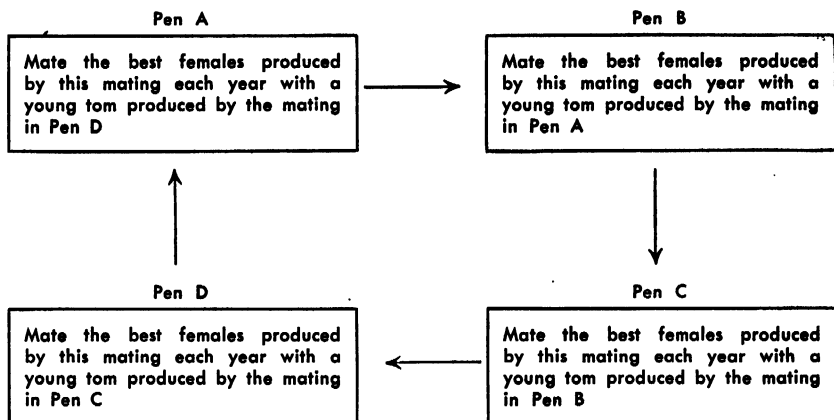 Pen A
Mate the best females produced
by this mating each year with a
young tom produced by the mating
in Pen D
Pen B
Mate the best females produced
by this mating each year with a
young tom produced by the mating
in Pen A
Pen D
Mate the best females produced
by this mating each year with a
young tom produced by the mating
in Pen C
Pen C
Mate the best females produced
by this mating each year with a
young tom produced by the mating
in Pen B